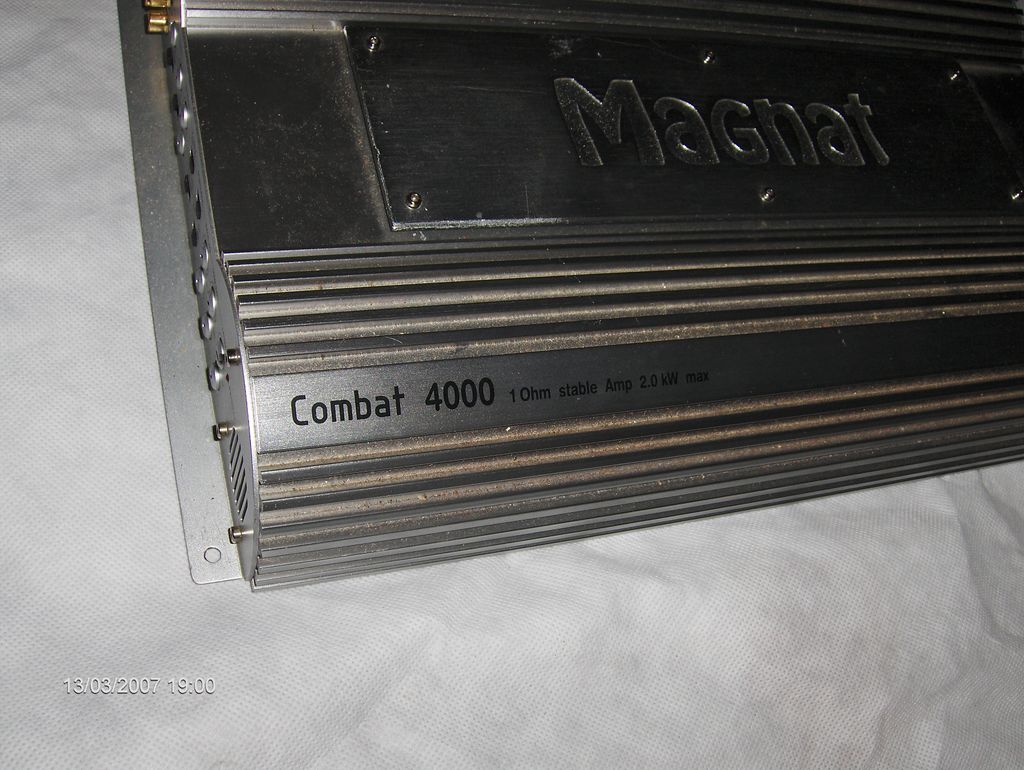 Magnat
Combat 4000 1 Ohm stable Amp 2.0 kW max
13/03/2007 19:00